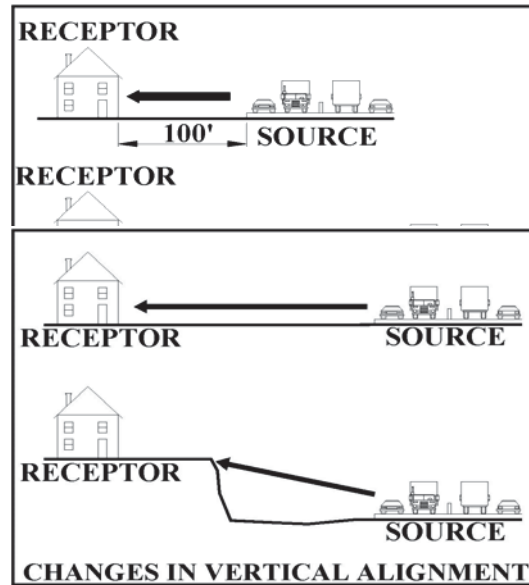 RECEPTOR
100' SOURCE
RECEPTOR
RECEPTOR SOURCE
RECEPTOR
SOURCE
CHANGES IN VERTICAL ALIGNMENT